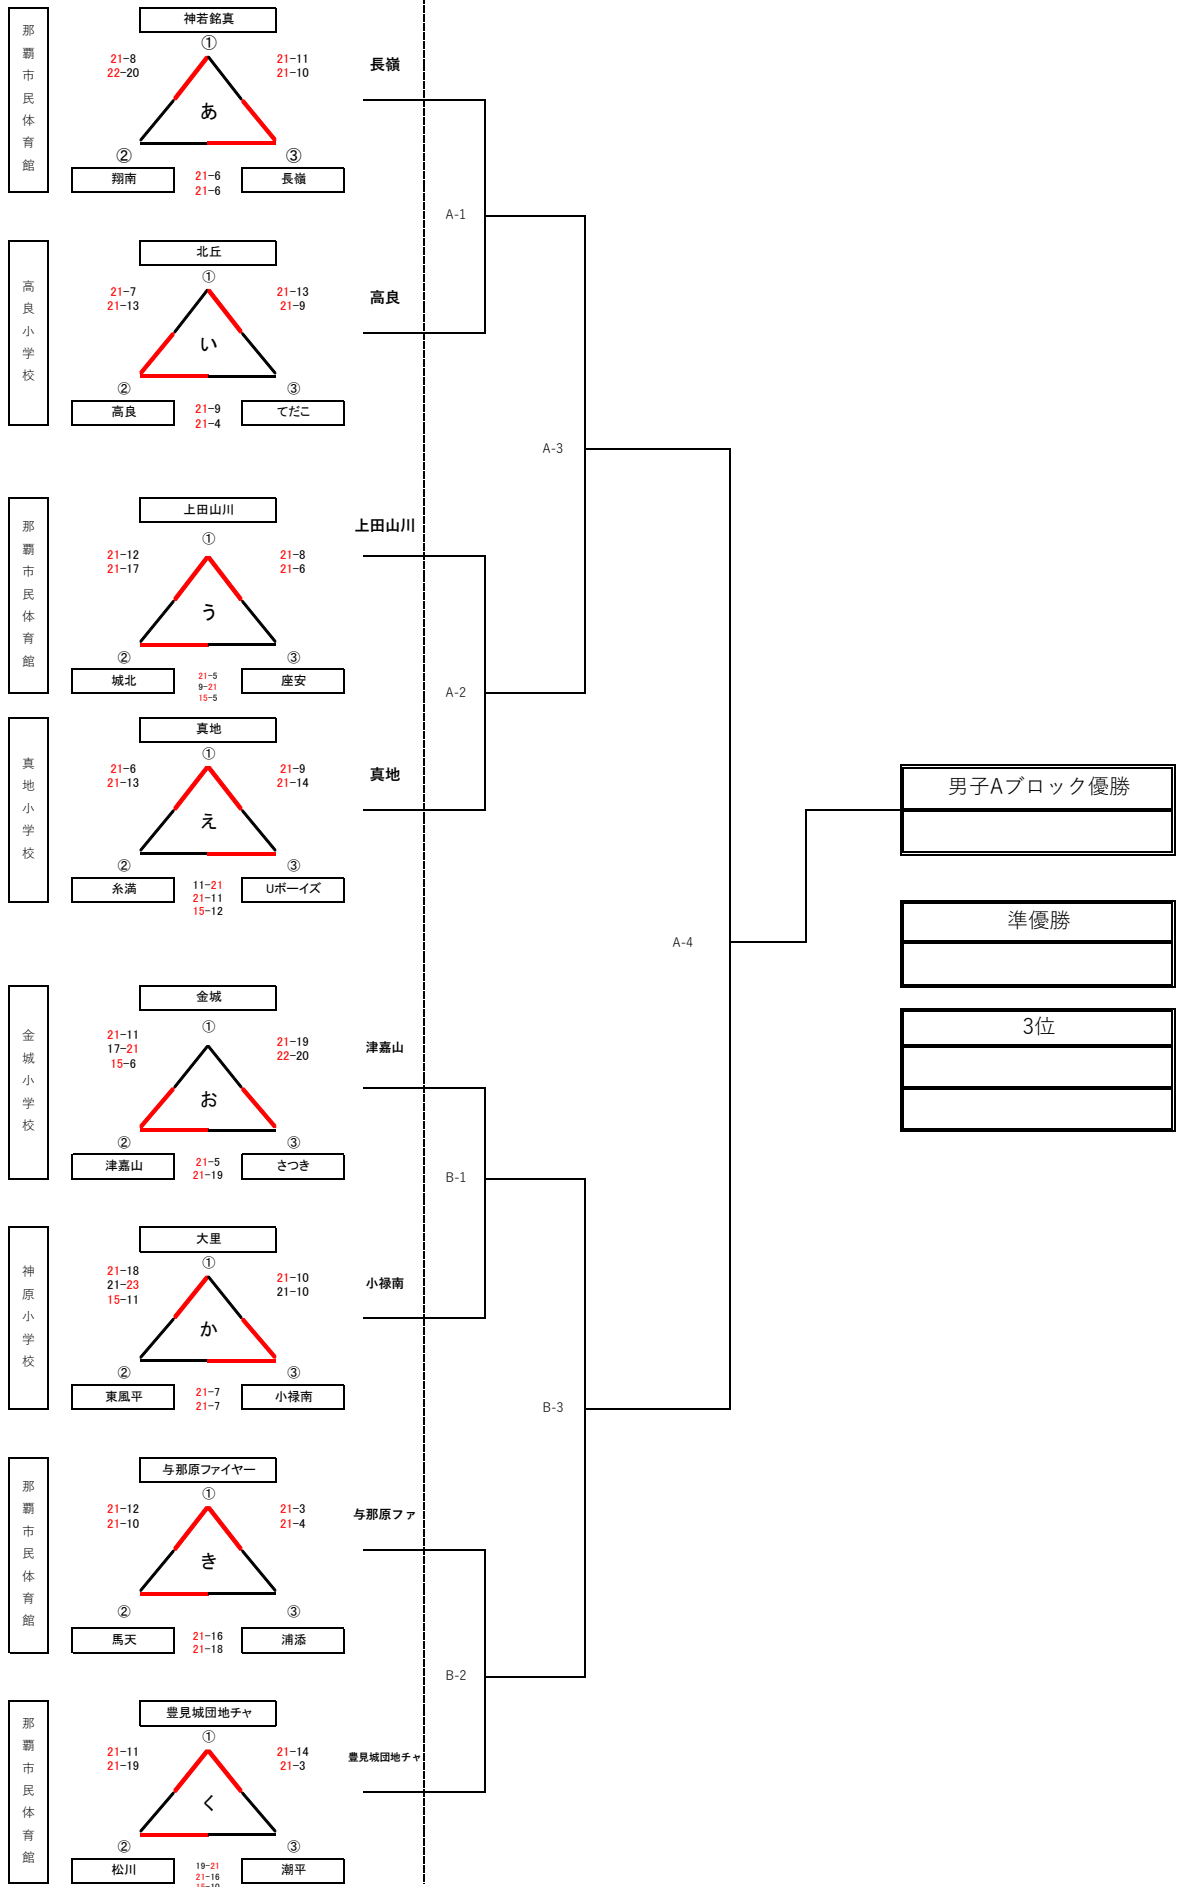 那覇市民体育館
神若銘真
①
21-8
22-20
21-11
21-10
あ
②
③
翔南
21-6
21-6
長嶺
長嶺
A-1
高良小学校
北丘
①
21-7
21-13
21-13
21-9
い
②
③
高良
21-9
21-4
てだこ
高良
A-3
那覇市民体育館
上田山川
①
21-12
21-17
21-8
21-6
う
②
③
城北
21-5
9-21
15-5
座安
上田山川
A-2
真地小学校
真地
①
21-6
21-13
21-9
21-14
え
②
③
糸満
11-21
21-11
15-12
Uボーイズ
真地
男子Aブロック優勝
準優勝
3位
A-4
金城小学校
金城
①
21-11
17-21
15-6
21-19
22-20
お
②
③
津嘉山
21-5
21-19
さつき
津嘉山
B-1
神原小学校
大里
①
21-18
21-23
15-11
21-10
21-10
か
②
③
東風平
21-7
21-7
小禄南
小禄南
B-3
那覇市民体育館
与那原ファイヤー
①
21-12
21-10
21-3
21-4
き
②
③
馬天
21-16
21-18
浦添
与那原ファ
B-2
那覇市民体育館
豊見城団地チャ
①
21-11
21-19
21-14
21-3
く
②
③
松川
19-21
21-16
15-10
潮平
豊見城団地チャ